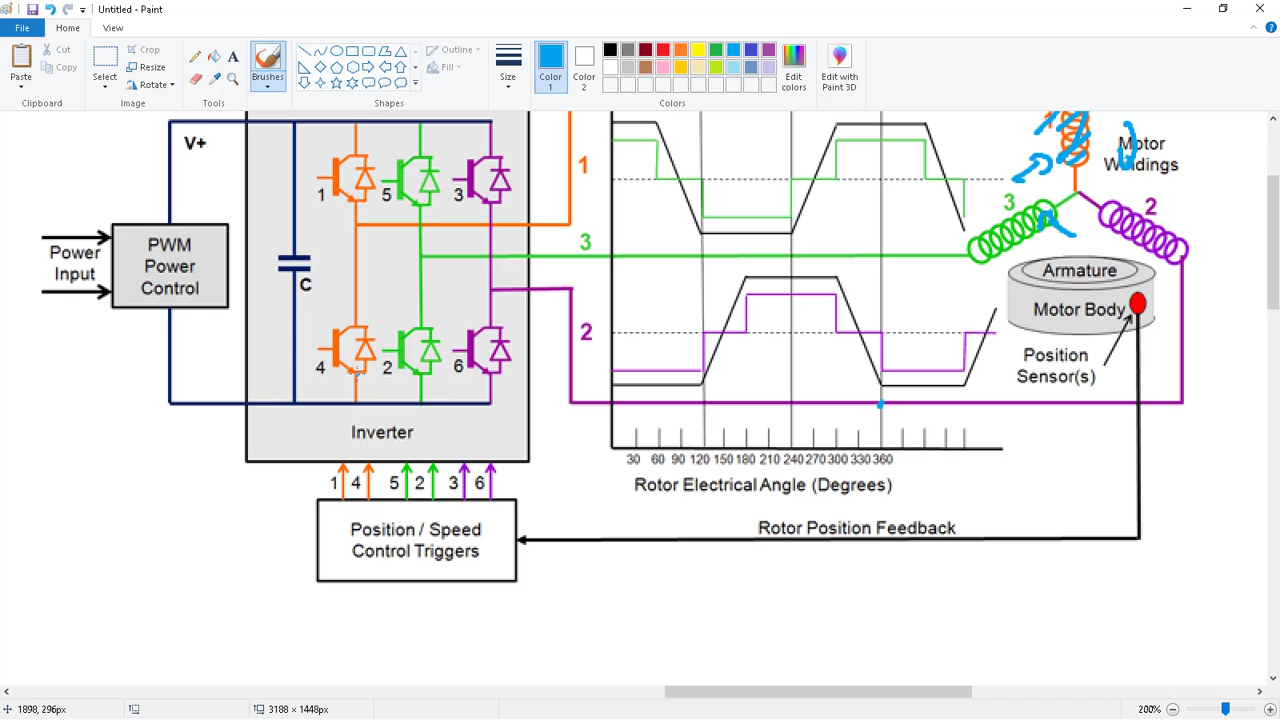 Untitled - Paint
File
Home
View
Paste
Cut
Copy
Clipboard
Select
Crop
Resize
Rotate
Image
Tools
Brushes
Shapes
Outline
Fill
Size
Color
1
Color
2
Edit
colors
Colors
Edit with
Paint 3D
V+
Power
Input
PWM
Power
Control
C
1
5
3
4
2
6
Inverter
1
3
2
1 4 5 2 3 6
Position / Speed
Control Triggers
30 60 90 120 150 180 210 240 270 300 330 360
Rotor Electrical Angle (Degrees)
Rotor Position Feedback
1
Motor
Windings
3
2
Armature
Motor Body
Position
Sensor(s)
1898, 296px
3188 × 1448px
200%